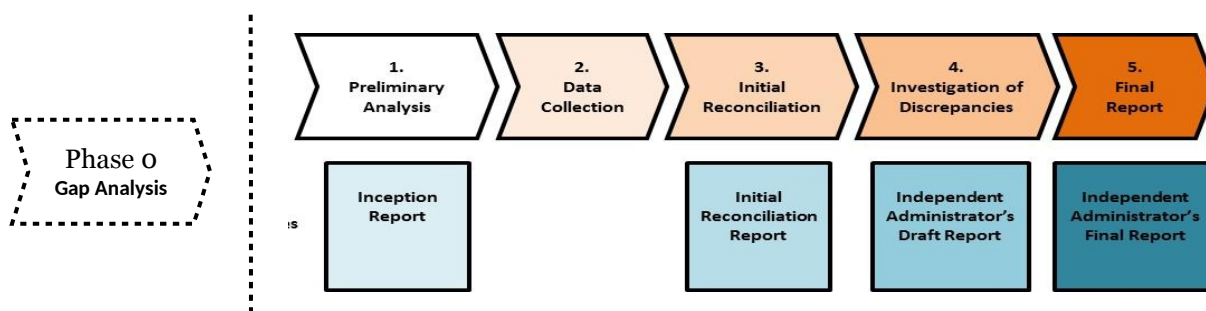 Phase 0
Gap Analysis
1.
Preliminary
Analysis
2.
Data
Collection
3.
Initial
Reconciliation
4.
Investigation of
Discrepancies
5.
Final
Report
Inception
Report
Initial
Reconciliation
Report
Independent
Administrator’s
Draft Report
Independent
Administrator’s
Final Report